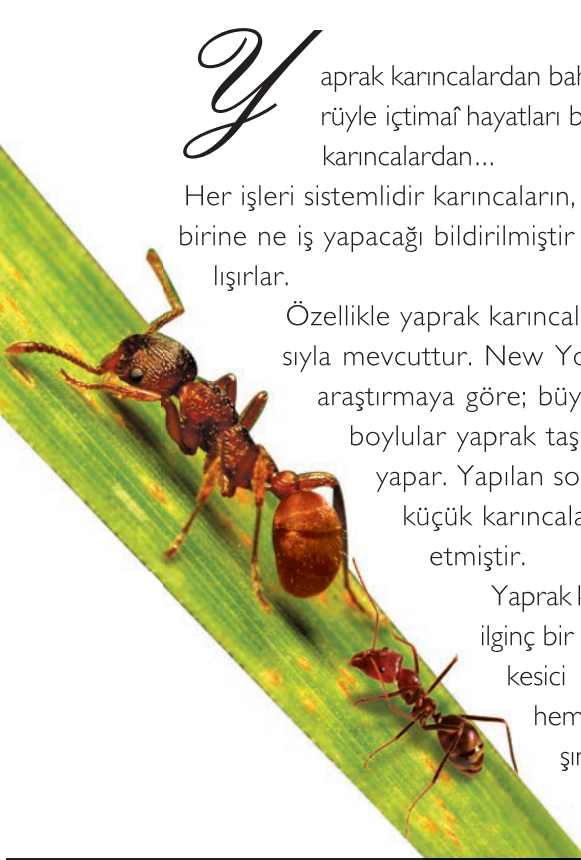 Yaprak karıncalardan bah
rüyle içtimaî hayatları b
karıncalardan...
Her işleri sistemlidir karıncaların,
birine ne iş yapacağı bildirilmiştir
lışırlar.
Özellikle yaprak karıncal
sıyla mevcuttur. New Yo
araştırmaya göre; büy
boylular yaprak taş
yapar. Yapılan so
küçük karıncala
etmiştir.
Yaprak k
ilginç bir
kesici
hem
şır